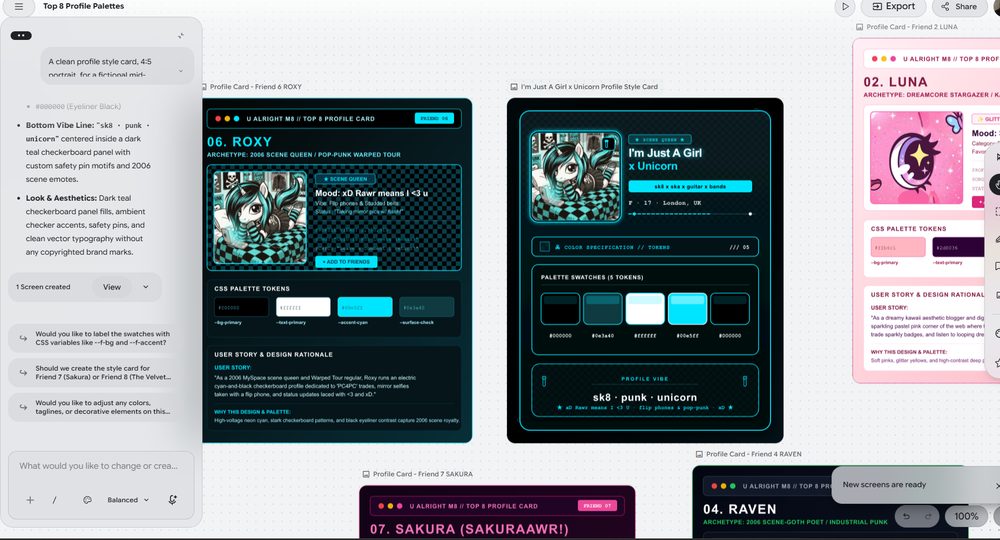 Top 8 Profile Palettes
Export
Share
A clean profile style card, 4:5
portrait, for a fictional mid-
#000000 (Eyeliner Black)
Bottom Vibe Line: "sk8 · punk ·
unicorn" centered inside a dark
teal checkerboard panel with
custom safety pin motifs and 2006
scene emotes.
Look & Aesthetics: Dark teal
checkerboard panel fills, ambient
checker accents, safety pins, and
clean vector typography without
any copyrighted brand marks.
1 Screen created
View
Would you like to label the swatches with
CSS variables like --f-bg and --f-accent?
Should we create the style card for
Friend 7 (Sakura) or Friend 8 (The Velvet...
Would you like to adjust any colors,
taglines, or decorative elements on this...
What would you like to change or crea...
Balanced
Profile Card - Friend 6 ROXY
U ALRIGHT M8 // TOP 8 PROFILE CARD
FRIEND 06
06. ROXY
ARCHETYPE: 2006 SCENE QUEEN / POP-PUNK WARPED TOUR
★ SCENE QUEEN
Mood: xD Rawr means I <3 u
Vibe: Flip phones & Studded belts
Status: "Taking mirror pics w/ flash!"
+ ADD TO FRIENDS
CSS PALETTE TOKENS
#000000
#ffffff
#00e5ff
#0e3a40
--bg-primary
--text-primary
--accent-cyan
--surface-check
USER STORY & DESIGN RATIONALE
USER STORY:
"As a 2006 MySpace scene queen and Warped Tour regular, Roxy runs an electric
cyan-and-black checkerboard profile dedicated to 'PC4PC' trades, mirror selfies
taken with a flip phone, and status updates laced with <3 and xD."
WHY THIS DESIGN & PALETTE:
High-voltage neon cyan, stark checkerboard patterns, and black eyeliner contrast capture 2006 scene royalty.
I'm Just A Girl x Unicorn Profile Style Card
★ SCENE QUEEN ★
I'm Just A Girl
x Unicorn
sk8 x ska x guitar x bands
F · 17 · London, UK
COLOR SPECIFICATION // TOKENS
/// 05
PALETTE SWATCHES (5 TOKENS)
#000000
#0e3a40
#ffffff
#00e5ff
#000000
PROFILE VIBE
sk8 · punk · unicorn
★ xD Rawr means I <3 U · flip phones & pop-punk · xD ★
Profile Card - Friend 2 LUNA
U ALRIGHT M8 // TOP 8 PROF
02. LUNA
ARCHETYPE: DREAMCORE STARGAZER / KA
GLITT
Mood:
CSS PALETTE TOKENS
#2d0036
--bg-primary
--text-primary
USER STORY & DESIGN RATIONAL
USER STORY:
"As a dreamy kawaii aesthetic blogger and dig
sparkling pastel pink corner of the web where
trade sparkly badges, and listen to looping dre
WHY THIS DESIGN & PALETTE:
Soft pinks, glitter yellows, and high-contrast deep p
Profile Card - Friend 7 SAKURA
U ALRIGHT M8 // TOP 8 PROFILE CARD
FRIEND 07
07. SAKURA (SAKURAAWR!)
Profile Card - Friend 4 RAVEN
U ALRIGHT M8 // TOP 8 PRO
04. RAVEN
ARCHETYPE: 2006 SCENE-GOTH POET / INDUSTRIAL PUNK
New screens are ready
100%